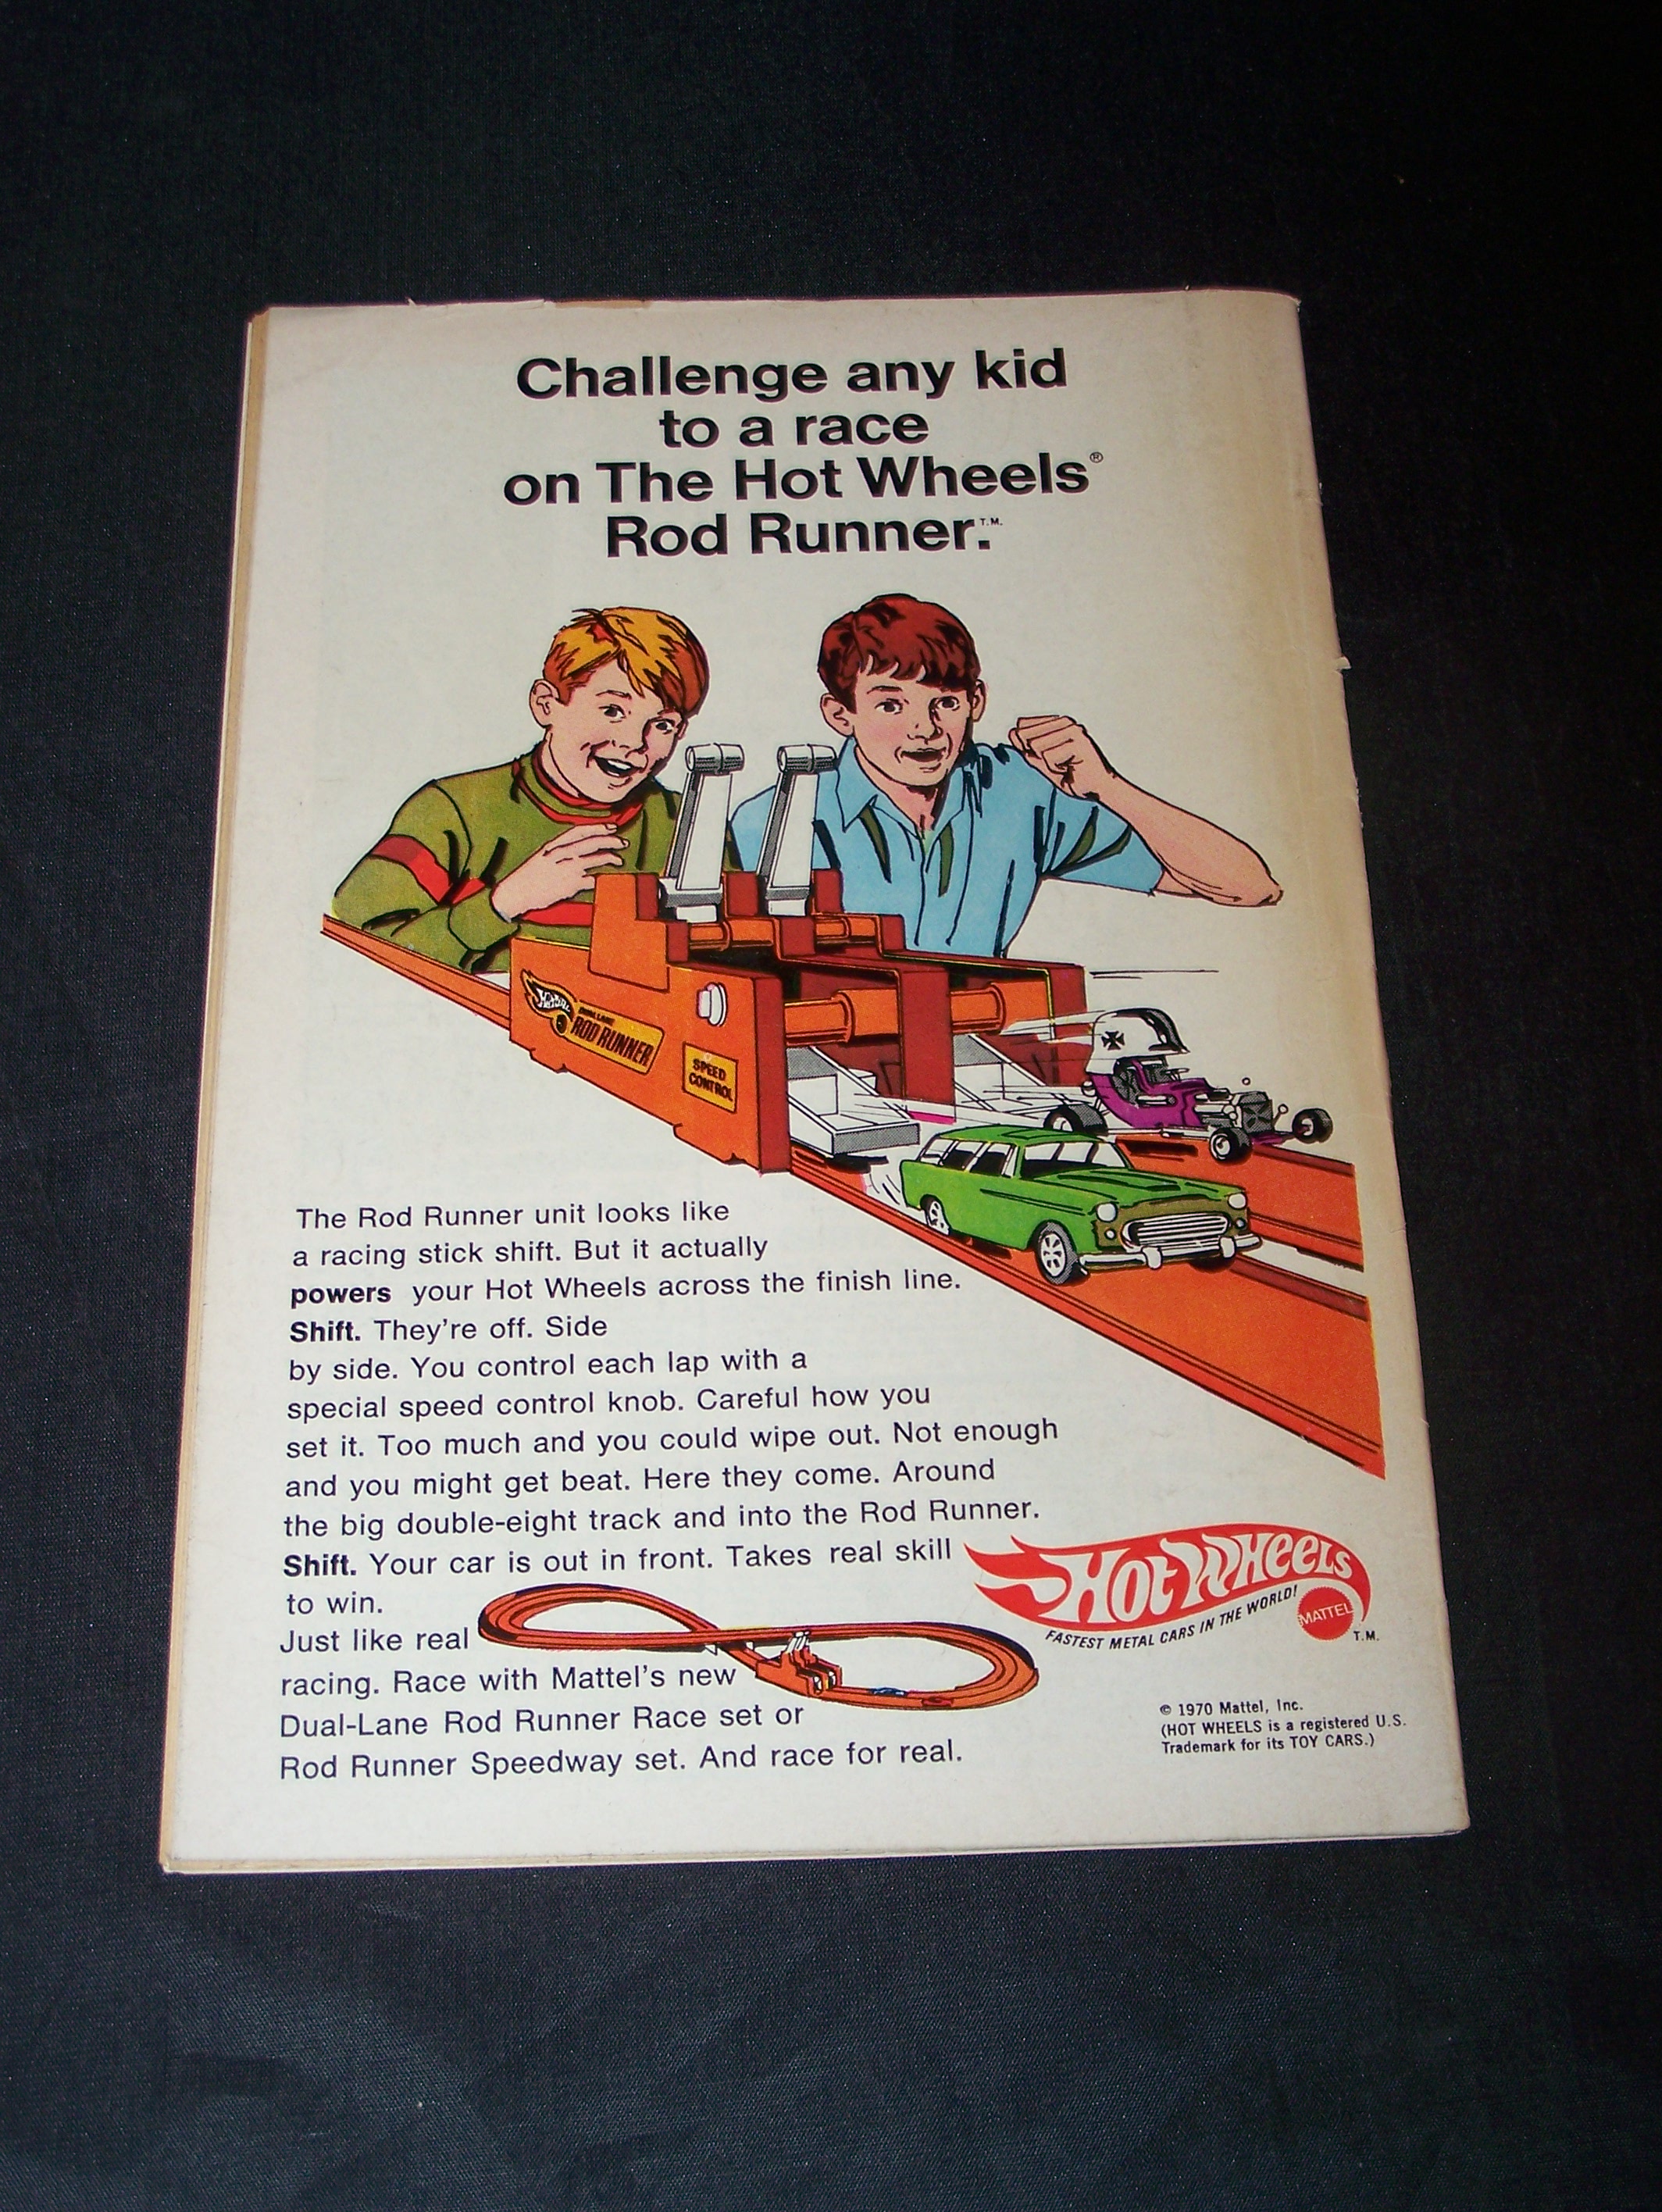 Challenge any kid
to a race
on The Hot Wheels®
Rod Runner.T.M.
HOT WHEELS
DUAL LANE
ROD RUNNER
SPEED
CONTROL
The Rod Runner unit looks like
a racing stick shift. But it actually
powers your Hot Wheels across the finish line.
Shift. They're off. Side
by side. You control each lap with a
special speed control knob. Careful how you
set it. Too much and you could wipe out. Not enough
and you might get beat. Here they come. Around
the big double-eight track and into the Rod Runner.
Shift. Your car is out in front. Takes real skill
to win.
Just like real
racing. Race with Mattel's new
Dual-Lane Rod Runner Race set or
Rod Runner Speedway set. And race for real.
HOT WHEELS
FASTEST METAL CARS IN THE WORLD!
MATTEL
T.M.
© 1970 Mattel, Inc.
(HOT WHEELS is a registered U.S.
Trademark for its TOY CARS.)